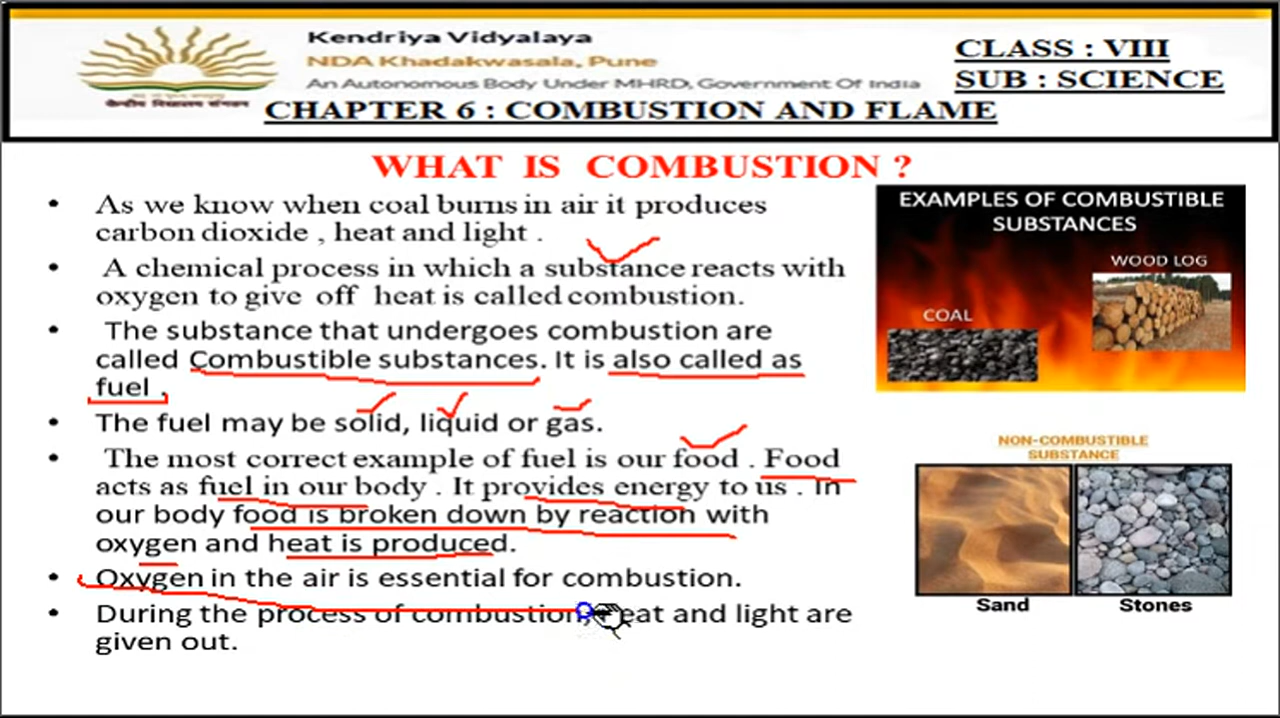 Kendriya Vidyalaya
NDA Khadakwasala, Pune
An Autonomous Body Under MHRD, Government Of India
केन्द्रीय विद्यालय संगठन
CLASS : VIII
SUB : SCIENCE
CHAPTER 6 : COMBUSTION AND FLAME
WHAT IS COMBUSTION ?
• As we know when coal burns in air it produces
carbon dioxide , heat and light .
• A chemical process in which a substance reacts with
oxygen to give off heat is called combustion.
• The substance that undergoes combustion are
called Combustible substances. It is also called as
fuel .
• The fuel may be solid, liquid or gas.
• The most correct example of fuel is our food . Food
acts as fuel in our body . It provides energy to us . In
our body food is broken down by reaction with
oxygen and heat is produced.
• Oxygen in the air is essential for combustion.
• During the process of combustion, heat and light are
given out.
EXAMPLES OF COMBUSTIBLE
SUBSTANCES
WOOD LOG
COAL
NON-COMBUSTIBLE
SUBSTANCE
Sand
Stones